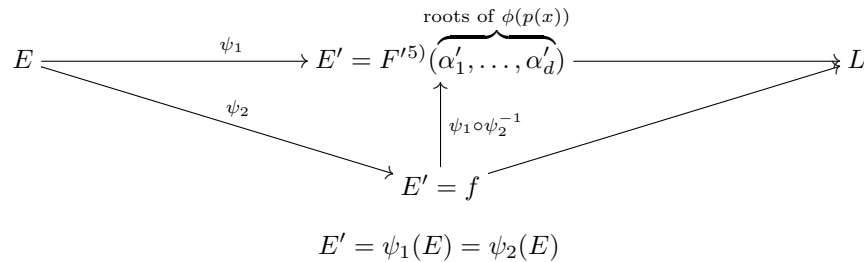 roots of ϕ(p(x))
E ψ₁ E′ = F′⁵⁾(α′₁, . . . , α′_d) L
ψ₂ ψ₁∘ψ₂⁻¹
E′ = f
E′ = ψ₁(E) = ψ₂(E)